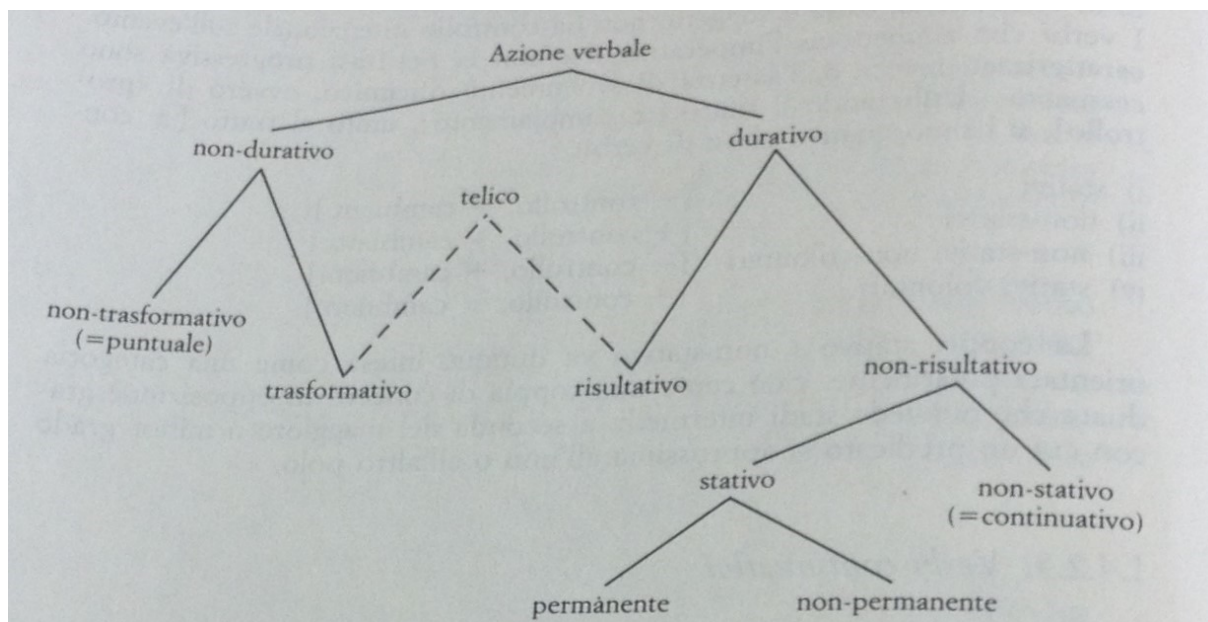 Azione verbale
non-durativo
durativo
telico
non-trasformativo
(=puntuale)
trasformativo
risultativo
non-risultativo
stativo
non-stativo
(=continuativo)
permanente
non-permanente